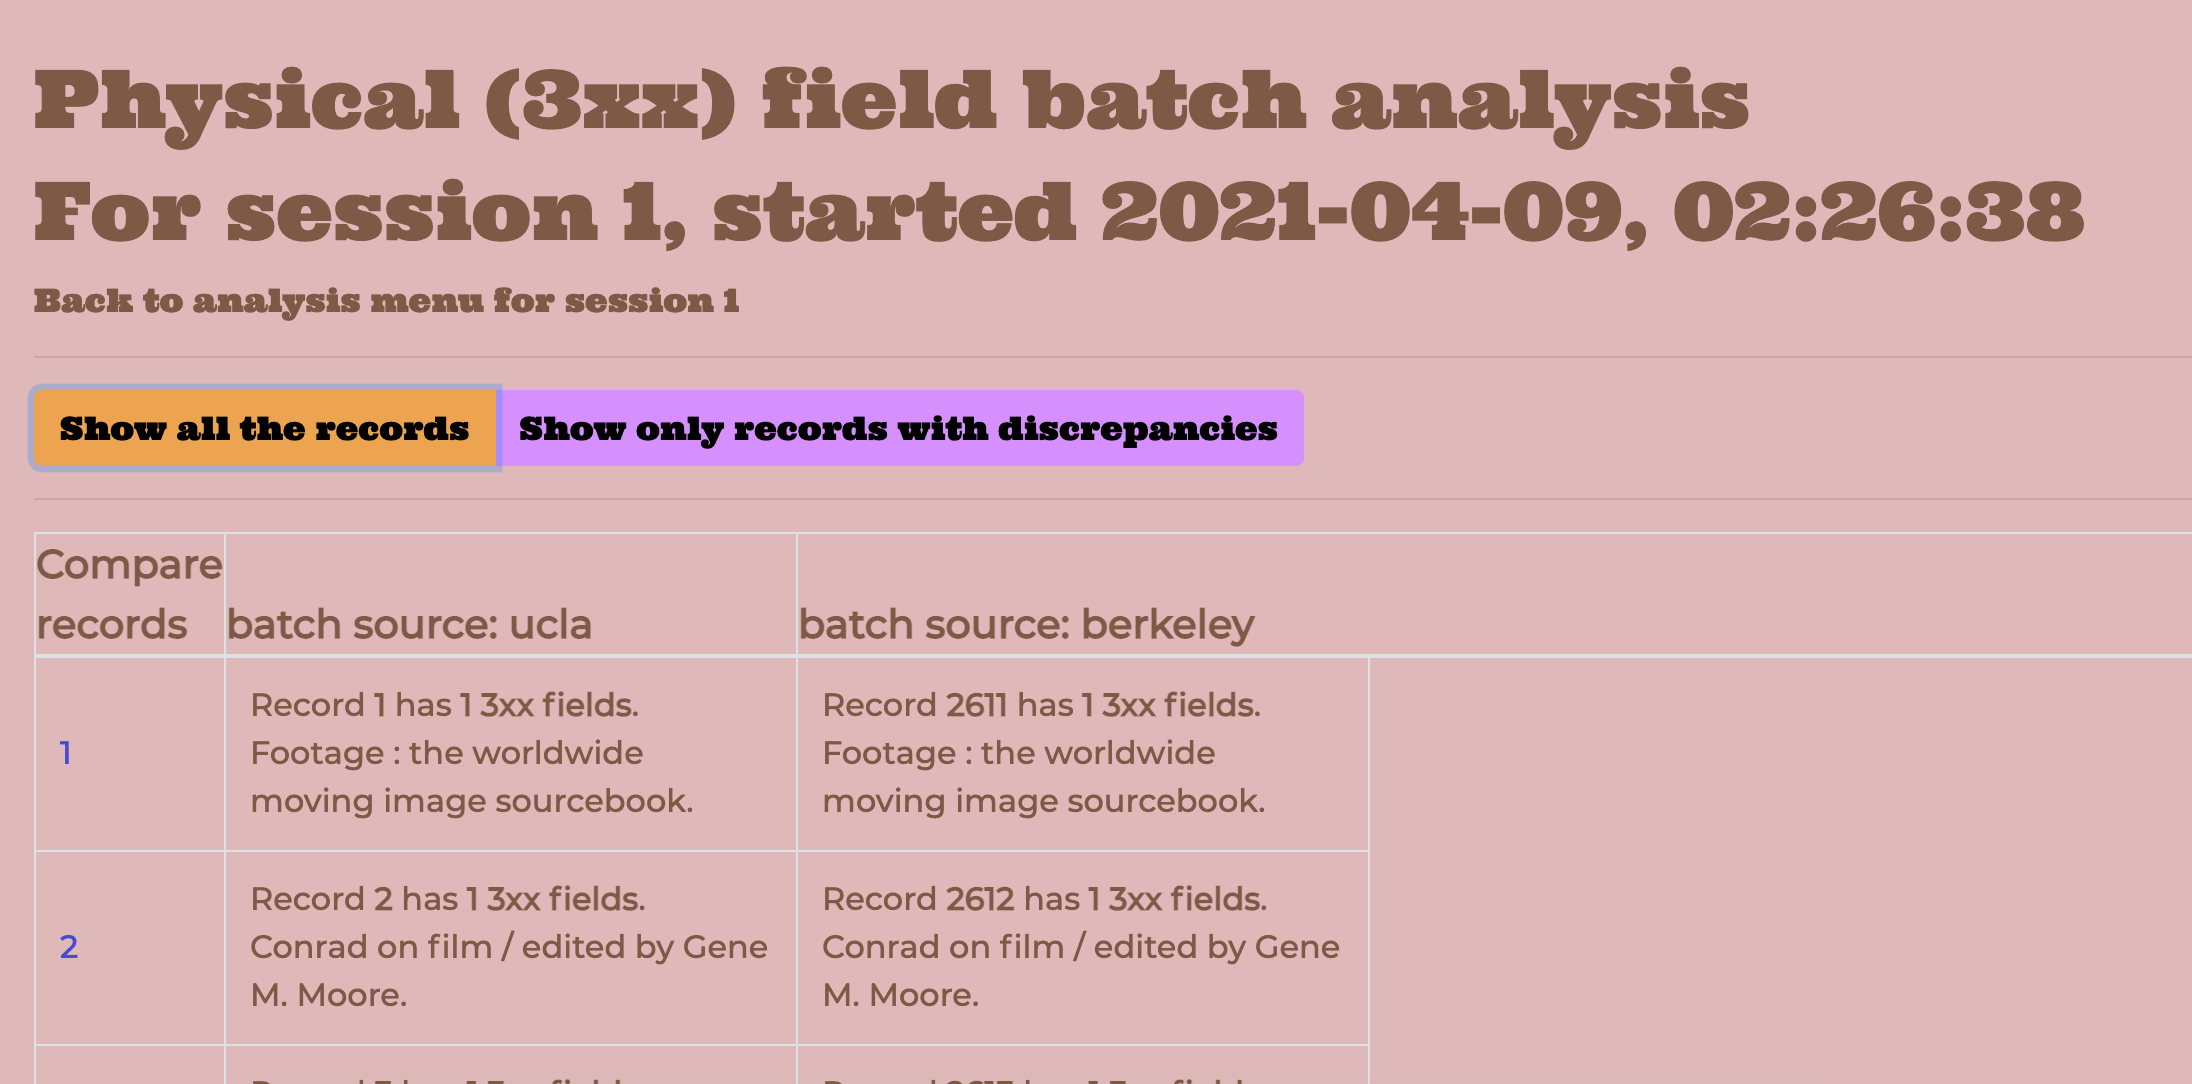 Physical (3xx) field batch analysis
For session 1, started 2021-04-09, 02:26:38
Back to analysis menu for session 1
Show all the records
Show only records with discrepancies
Compare
records
batch source: ucla
batch source: berkeley
1
Record 1 has 1 3xx fields.
Footage : the worldwide
moving image sourcebook.
Record 2611 has 1 3xx fields.
Footage : the worldwide
moving image sourcebook.
2
Record 2 has 1 3xx fields.
Conrad on film / edited by Gene
M. Moore.
Record 2612 has 1 3xx fields.
Conrad on film / edited by Gene
M. Moore.